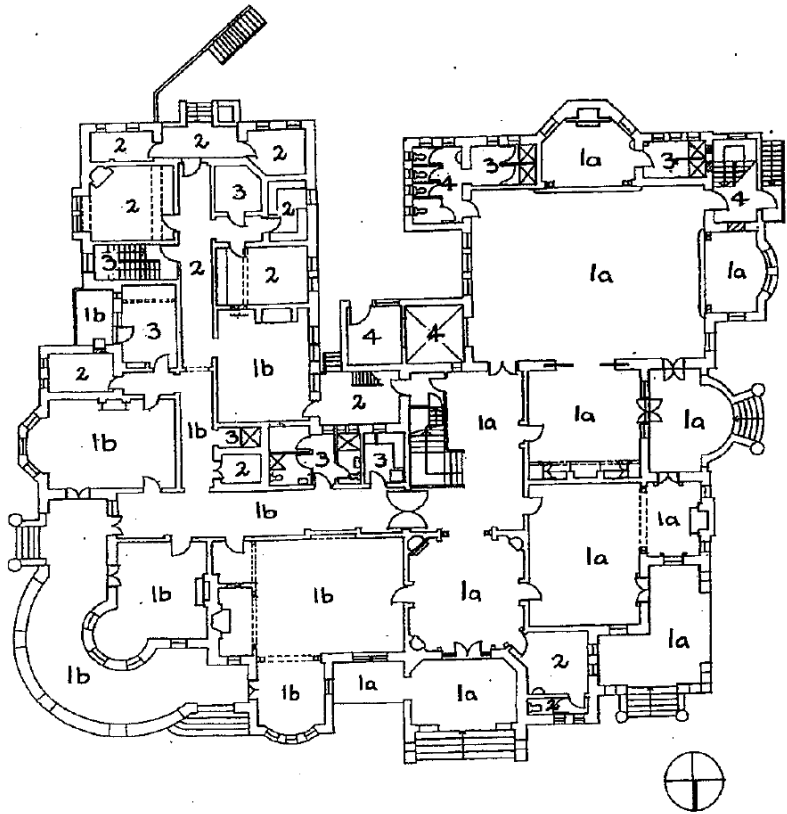 2 2 2
1a
4 3 3
2 3 2 4
3 2 2 1a 1a
1b 3 4 4
2 1b 2
1b 1b 3 2 3 3 1a 1a 1a
1b 1a
1b 1b 1a 1a
1b 1b 1a 1a 2 1a
2